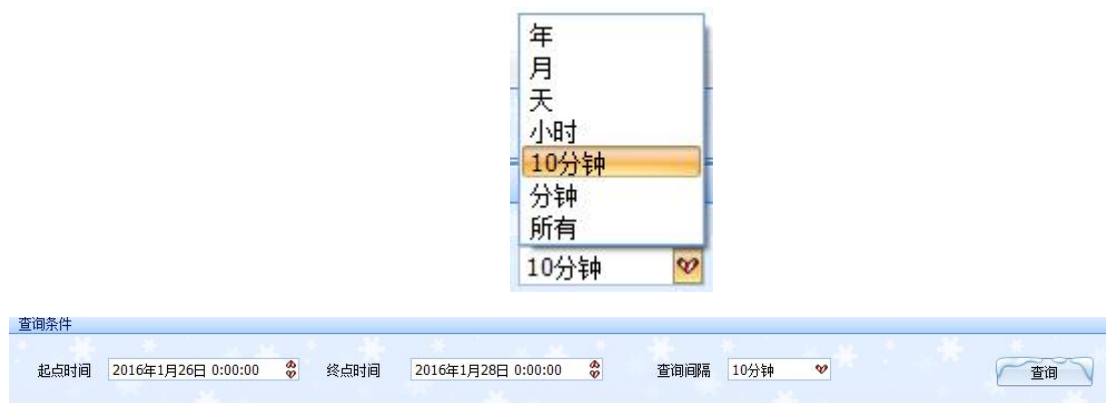 年
月
天
小时
10分钟
分钟
所有
10分钟
查询条件
起点时间 2016年1月26日 0:00:00 终点时间 2016年1月28日 0:00:00 查询间隔 10分钟 查询